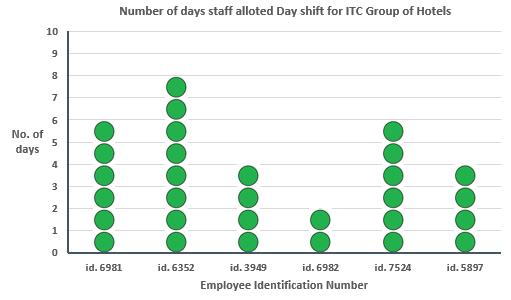 Number of days staff alloted Day shift for ITC Group of Hotels
10
9
8
7
6
5
4
3
2
1
0
No. of
days
id. 6981 id. 6352 id. 3949 id. 6982 id. 7524 id. 5897
Employee Identification Number